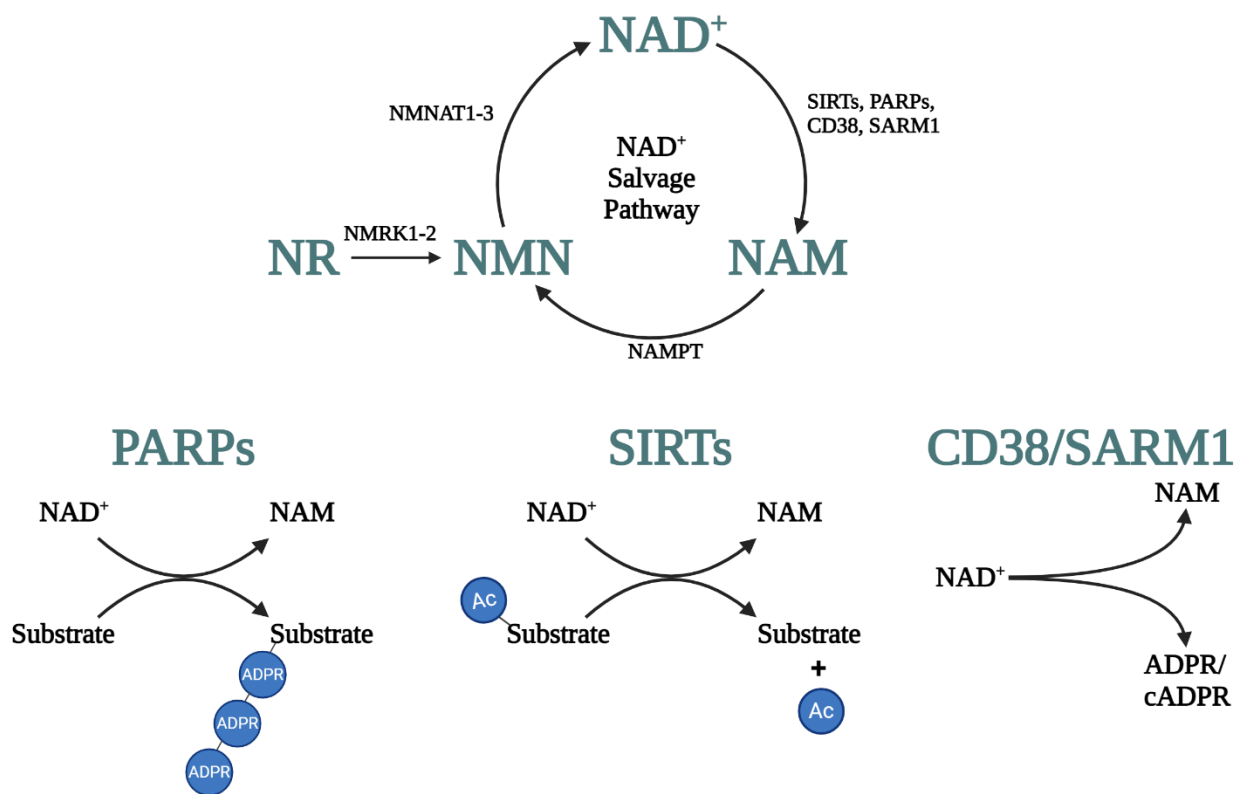 NAD⁺
NMNAT1-3
SIRTs, PARPs,
CD38, SARM1
NAD⁺
Salvage
Pathway
NR
NMRK1-2
NMN
NAM
NAMPT
PARPs
NAD⁺
NAM
Substrate
Substrate
ADPR
ADPR
ADPR
SIRTs
NAD⁺
NAM
Ac
Substrate
Substrate
+
Ac
CD38/SARM1
NAM
NAD⁺
ADPR/
cADPR